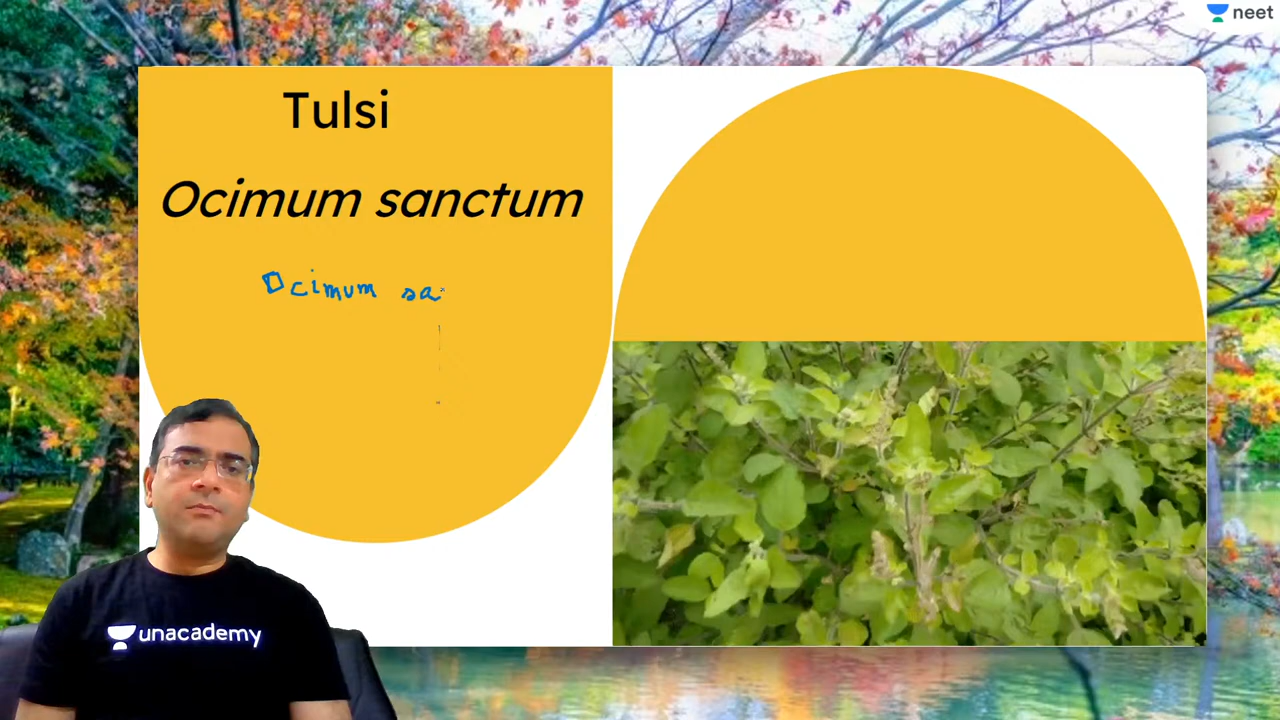 neet
Tulsi
Ocimum sanctum
Ocimum sa
unacademy